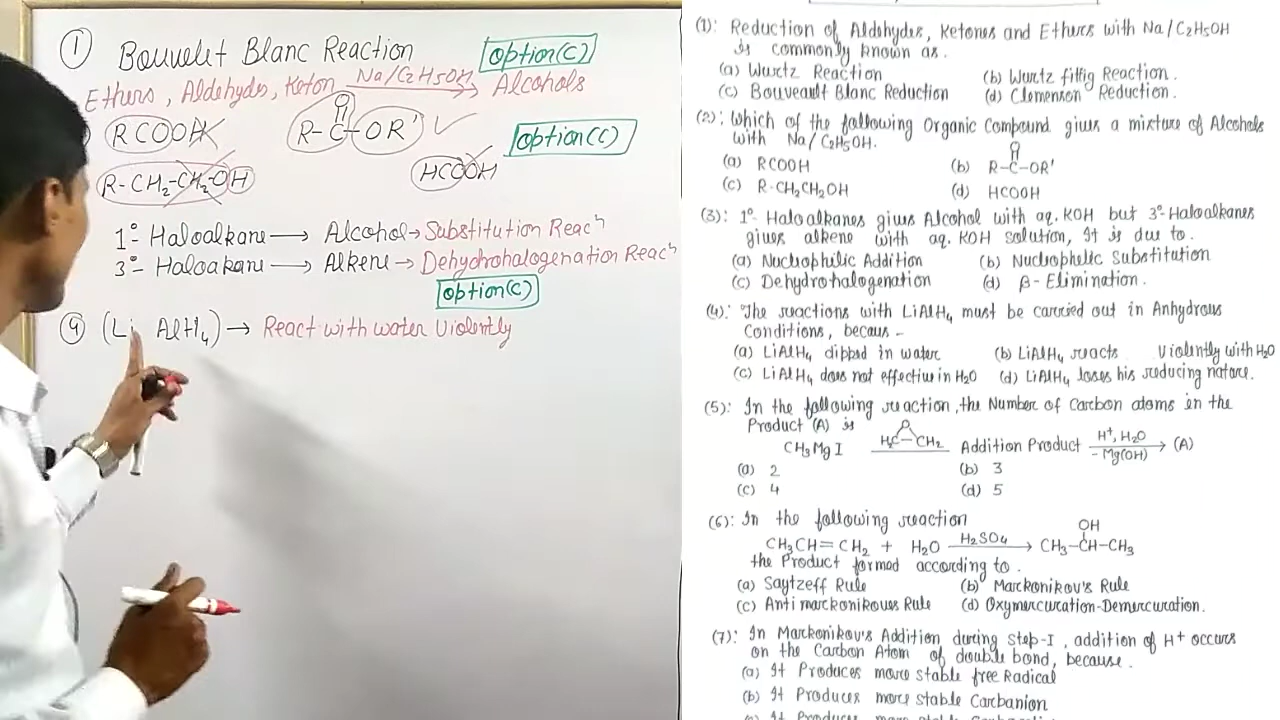 ① Bouvelet Blanc Reaction Option(C)
Ethers, Aldehydes, Keton Na/C2H5OH Alcohols
RCOOH R-C-OR' Option(C)
O
R-CH2-CH2-OH HCOOH
1°- Haloalkane → Alcohol → Substitution Reacⁿ
3°- Haloakane → Alkene → Dehydrohalogenation Reacⁿ
Option(C)
④ (Li AlH4) → React with water Violently
(1): Reduction of Aldehydes, Ketones and Ethers with Na/C2H5OH
is commonly known as.
(a) Wurtz Reaction (b) Wurtz fittig Reaction.
(c) Bouveault Blanc Reduction (d) Clemenson Reduction.
(2): Which of the following Organic Compound gives a mixture of Alcohols
with Na/C2H5OH.
(a) RCOOH (b) R-C-OR'
O
(c) R-CH2CH2OH (d) HCOOH
(3): 1°- Haloalkanes gives Alcohol with aq. KOH but 3°-Haloalkanes
gives alkene with aq. KOH solution, It is due to.
(a) Nucleophilic Addition (b) Nucleophilic Substitution
(c) Dehydrohalogenation (d) β-Elimination.
(4): The reactions with LiAlH4 must be carried out in Anhydrous
Conditions, becaus -
(a) LiAlH4 dipped in water (b) LiAlH4 reacts Violently with H2O
(c) LiAlH4 does not effective in H2O (d) LiAlH4 loses his reducing nature.
(5): In the following reaction, the Number of Carbon atoms in the
Product (A) is
CH3MgI H2C-CH2 O Addition Product H+, H2O -Mg(OH) → (A)
(a) 2 (b) 3
(c) 4 (d) 5
(6): In the following reaction
CH3CH=CH2 + H2O H2SO4 → CH3-CH-CH3
OH
the Product formed according to.
(a) Saytzeff Rule (b) Marckonikov's Rule
(c) Anti marckonikoves Rule (d) Oxymercuration-Demercuration.
(7): In Markonikov's Addition during Step-I, addition of H+ occurs
on the Carbon Atom of double bond, because.
(a) It Produces more stable free Radical
(b) It Produces more stable Carbanion